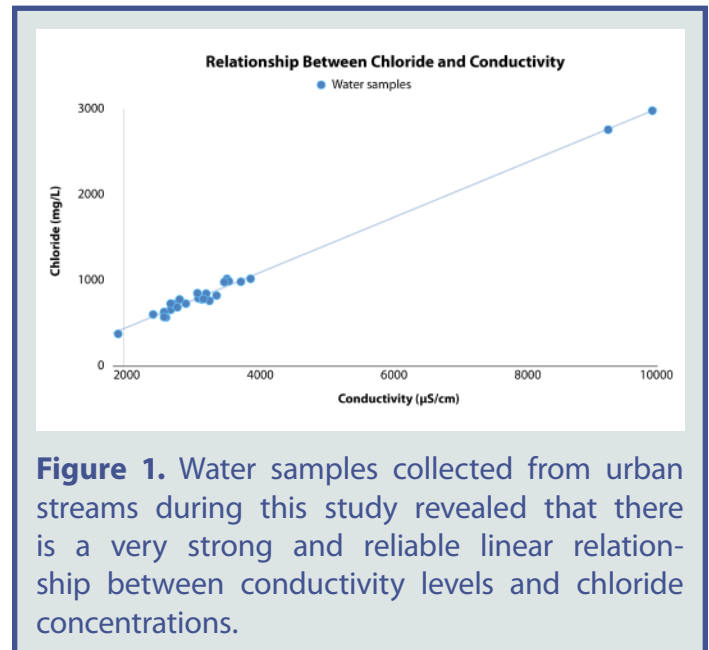 Relationship Between Chloride and Conductivity
Water samples
3000
2000
1000
0
Chloride (mg/L)
2000 4000 6000 8000 10000
Conductivity (µS/cm)
Figure 1. Water samples collected from urban
streams during this study revealed that there
is a very strong and reliable linear relation-
ship between conductivity levels and chloride
concentrations.